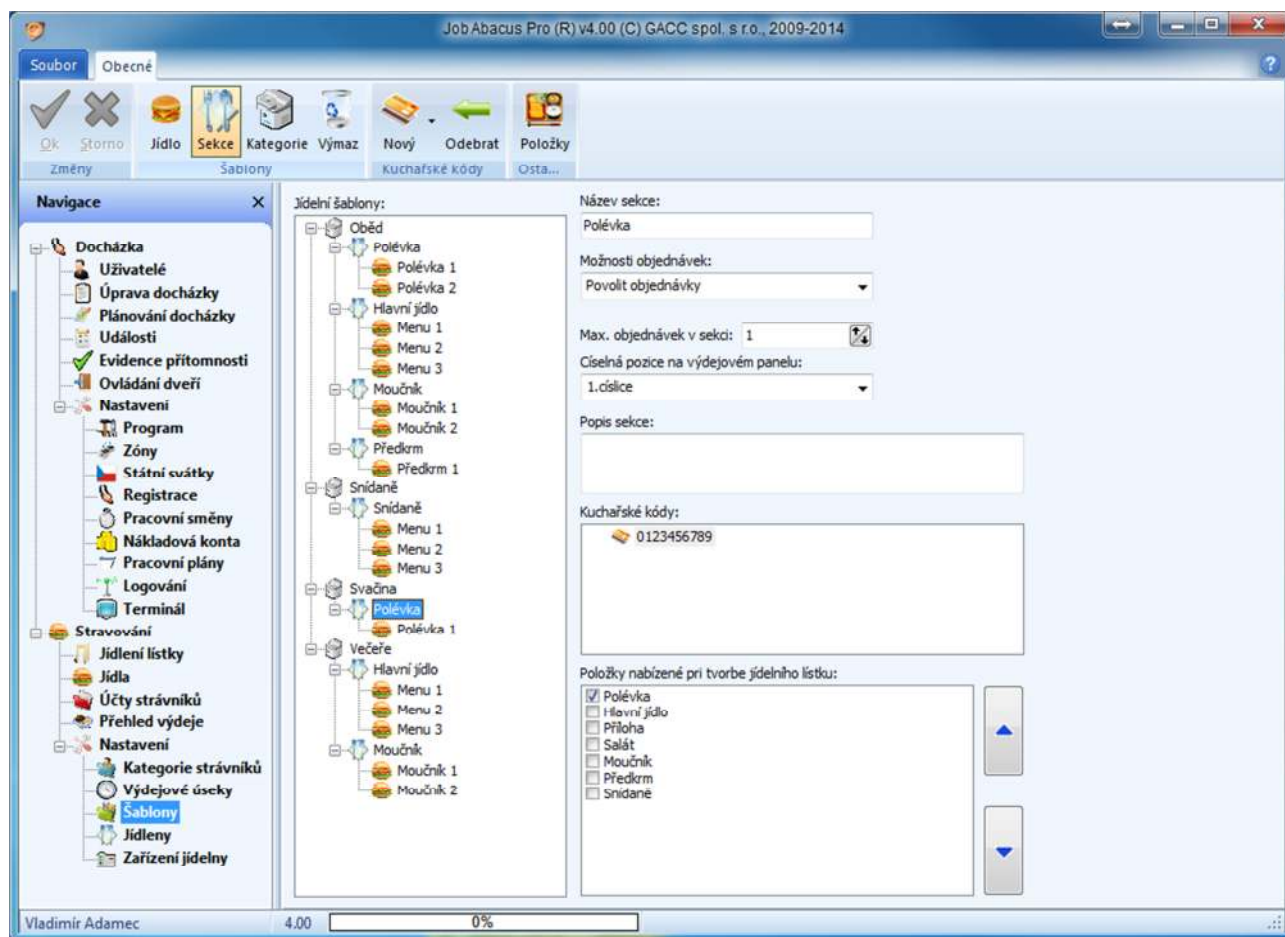 Job Abacus Pro (R) v4.00 (C) GACC spol. s r.o., 2009-2014
Soubor Obecné
Ok Storno Jídlo Sekce Kategorie Výmaz Nový Odebrat Položky
Změny Šablony Kuchařské kódy Osta...
Navigace
Docházka
Uživatelé
Úprava docházky
Plánování docházky
Události
Evidence přítomnosti
Ovládání dveří
Nastavení
Program
Zóny
Státní svátky
Registrace
Pracovní směny
Nákladová konta
Pracovní plány
Logování
Terminál
Stravování
Jídlení lístky
Jídla
Účty strávníků
Přehled výdeje
Nastavení
Kategorie strávníků
Výdejové úseky
Šablony
Jídleny
Zařízení jídelny
Jídelní šablony:
Oběd
Polévka
Polévka 1
Polévka 2
Hlavní jídlo
Menu 1
Menu 2
Menu 3
Moučník
Moučník 1
Moučník 2
Předkrm
Předkrm 1
Snídaně
Snídaně
Menu 1
Menu 2
Menu 3
Svačina
Polévka
Polévka 1
Večeře
Hlavní jídlo
Menu 1
Menu 2
Menu 3
Moučník
Moučník 1
Moučník 2
Název sekce:
Polévka
Možnosti objednávek:
Povolit objednávky
Max. objednávek v sekci: 1
Císelná pozice na výdejovém panelu:
1.císlice
Popis sekce:
Kuchařské kódy:
0123456789
Položky nabízené pri tvorbe jídelního lístku:
Polévka
Hlavní jídlo
Příloha
Salát
Moučník
Předkrm
Snídaně
Vladimír Adamec 4.00 0%